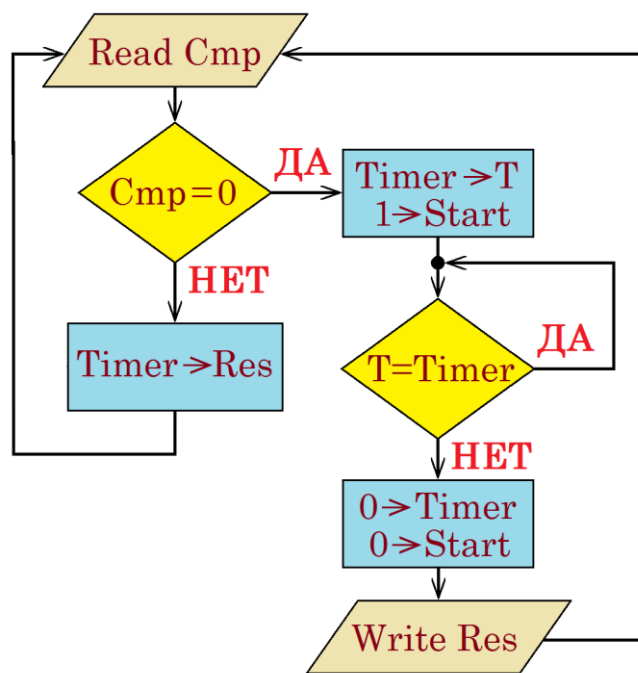 Read Cmp
Cmp=0
ДА
Timer→T
1→Start
НЕТ
Timer→Res
T=Timer
ДА
НЕТ
0→Timer
0→Start
Write Res